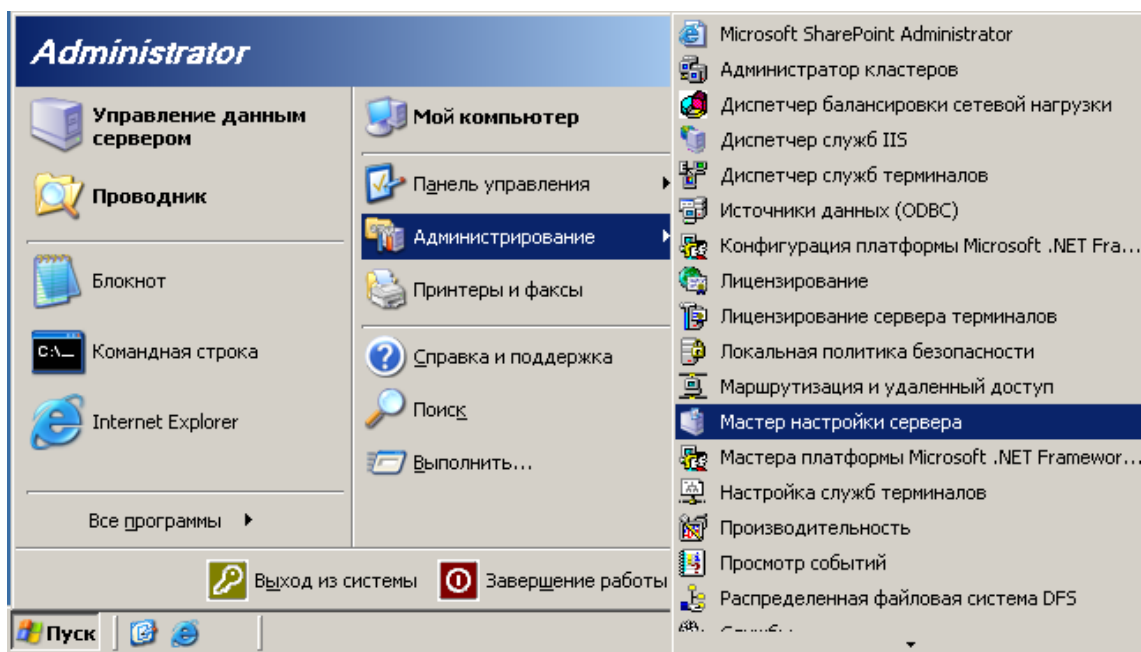 Administrator
Управление данным
сервером
Проводник
Блокнот
C:\_
Командная строка
Internet Explorer
Все программы
Мой компьютер
Панель управления
Администрирование
Принтеры и факсы
Справка и поддержка
Поиск
Выполнить...
Microsoft SharePoint Administrator
Администратор кластеров
Диспетчер балансировки сетевой нагрузки
Диспетчер служб IIS
Диспетчер служб терминалов
Источники данных (ODBC)
Конфигурация платформы Microsoft .NET Fra...
Лицензирование
Лицензирование сервера терминалов
Локальная политика безопасности
Маршрутизация и удаленный доступ
Мастер настройки сервера
Мастера платформы Microsoft .NET Framewor...
Настройка служб терминалов
Производительность
Просмотр событий
Распределенная файловая система DFS
Выход из системы
Завершение работы
Пуск